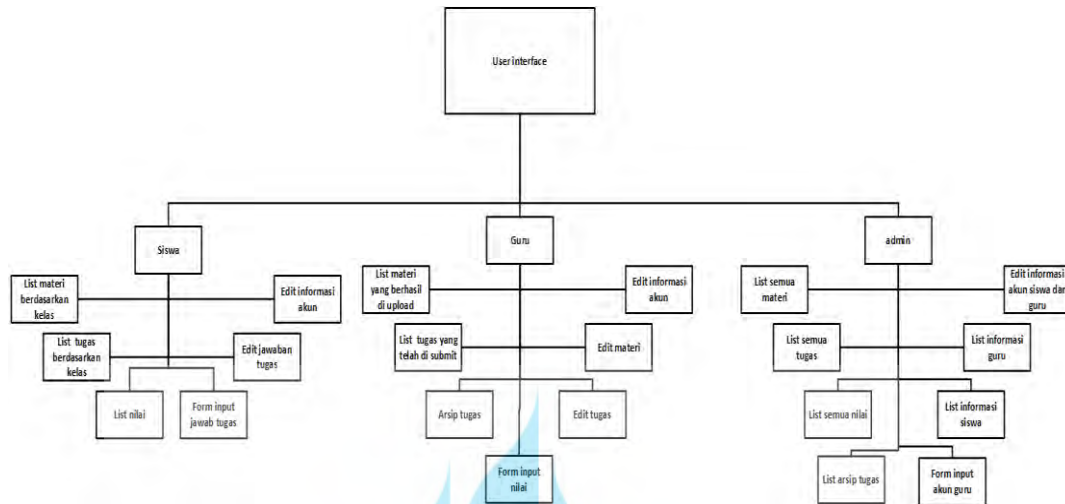 User interface
Siswa
Guru
admin
List materi
berdasarkan
kelas
Edit informasi
akun
List materi
yang berhasil
di upload
Edit informasi
akun
List semua
materi
Edit informasi
akun siswa dan
guru
List tugas
berdasarkan
kelas
Edit jawaban
tugas
List tugas yang
telah di submit
Edit materi
List semua
tugas
List informasi
guru
List nilai
Form input
jawab tugas
Arsip tugas
Edit tugas
List semua nilai
List informasi
siswa
Form input
nilai
List arsip tugas
Form input
akun guru